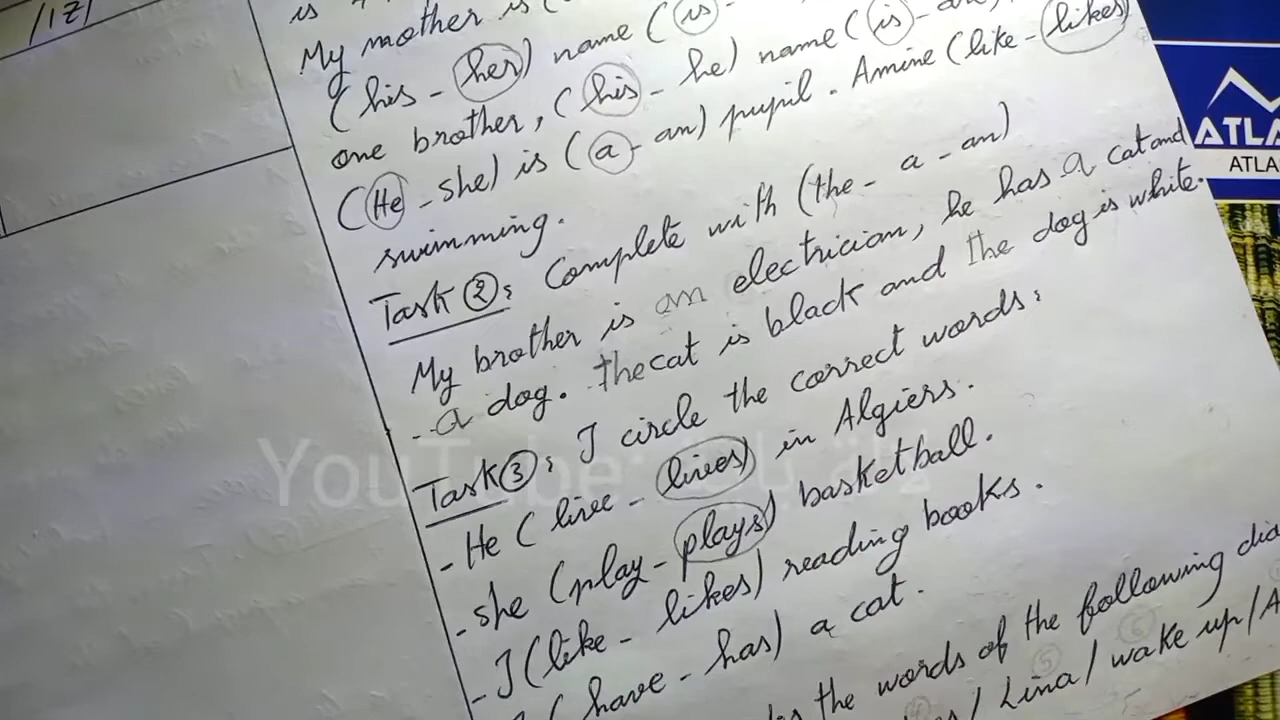 /12/
is
My mother is (
(his - her) name (is -
one brother, (his - he) name (is - are)
(He - she) is (a - an) pupil. Amine (like - likes)
swimming.
Task ②: Complete with (the - a - an)
My brother is an electrician, he has a cat and
a dog. the cat is black and the dog is white.
Task ③: I circle the correct words:
- He (live - lives) in Algiers.
- she (play - plays) basketball.
- I (like - likes) reading books.
(have - has) a cat.
the words of the following dia
/ Lina / wake up / A
⑤ ⑥
YouTube:
ATLA
ATLA